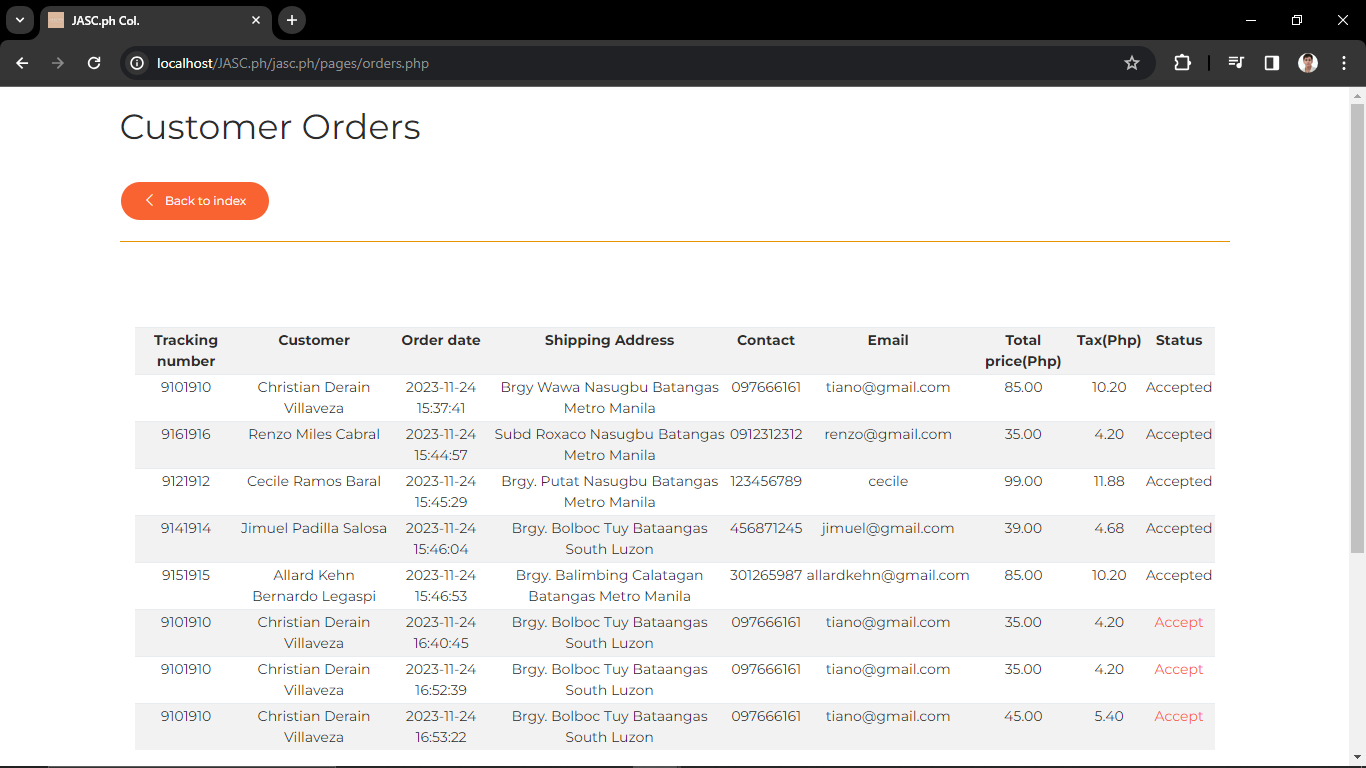 JASC.ph Col.
localhost/JASC.ph/jasc.ph/pages/orders.php
Customer Orders
Back to index
Tracking number Customer Order date Shipping Address Contact Email Total price(Php) Tax(Php) Status
9101910 Christian Derain Villaveza 2023-11-24 15:37:41 Brgy Wawa Nasugbu Batangas Metro Manila 097666161 tiano@gmail.com 85.00 10.20 Accepted
9161916 Renzo Miles Cabral 2023-11-24 15:44:57 Subd Roxaco Nasugbu Batangas Metro Manila 0912312312 renzo@gmail.com 35.00 4.20 Accepted
9121912 Cecile Ramos Baral 2023-11-24 15:45:29 Brgy. Putat Nasugbu Batangas Metro Manila 123456789 cecile 99.00 11.88 Accepted
9141914 Jimuel Padilla Salosa 2023-11-24 15:46:04 Brgy. Bolboc Tuy Bataangas South Luzon 456871245 jimuel@gmail.com 39.00 4.68 Accepted
9151915 Allard Kehn Bernardo Legaspi 2023-11-24 15:46:53 Brgy. Balimbing Calatagan Batangas Metro Manila 301265987 allardkehn@gmail.com 85.00 10.20 Accepted
9101910 Christian Derain Villaveza 2023-11-24 16:40:45 Brgy. Bolboc Tuy Bataangas South Luzon 097666161 tiano@gmail.com 35.00 4.20 Accept
9101910 Christian Derain Villaveza 2023-11-24 16:52:39 Brgy. Bolboc Tuy Bataangas South Luzon 097666161 tiano@gmail.com 35.00 4.20 Accept
9101910 Christian Derain Villaveza 2023-11-24 16:53:22 Brgy. Bolboc Tuy Bataangas South Luzon 097666161 tiano@gmail.com 45.00 5.40 Accept